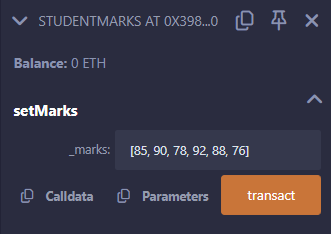 STUDENTMARKS AT 0X398...0
Balance: 0 ETH
setMarks
_marks: [85, 90, 78, 92, 88, 76]
Calldata Parameters transact